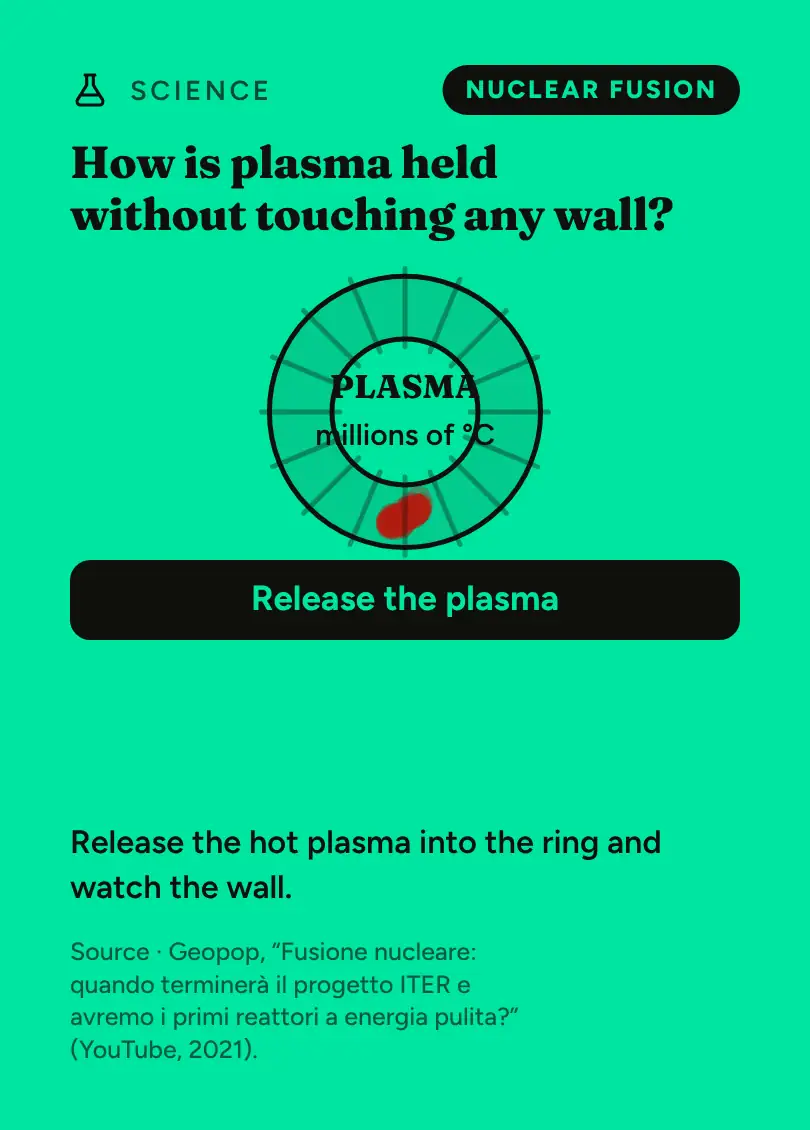 SCIENCE
NUCLEAR FUSION
How is plasma held
without touching any wall?
PLASMA
millions of °C
Release the plasma
Release the hot plasma into the ring and
watch the wall.
Source · Geopop, “Fusione nucleare:
quando terminerà il progetto ITER e
avremo i primi reattori a energia pulita?”
(YouTube, 2021).